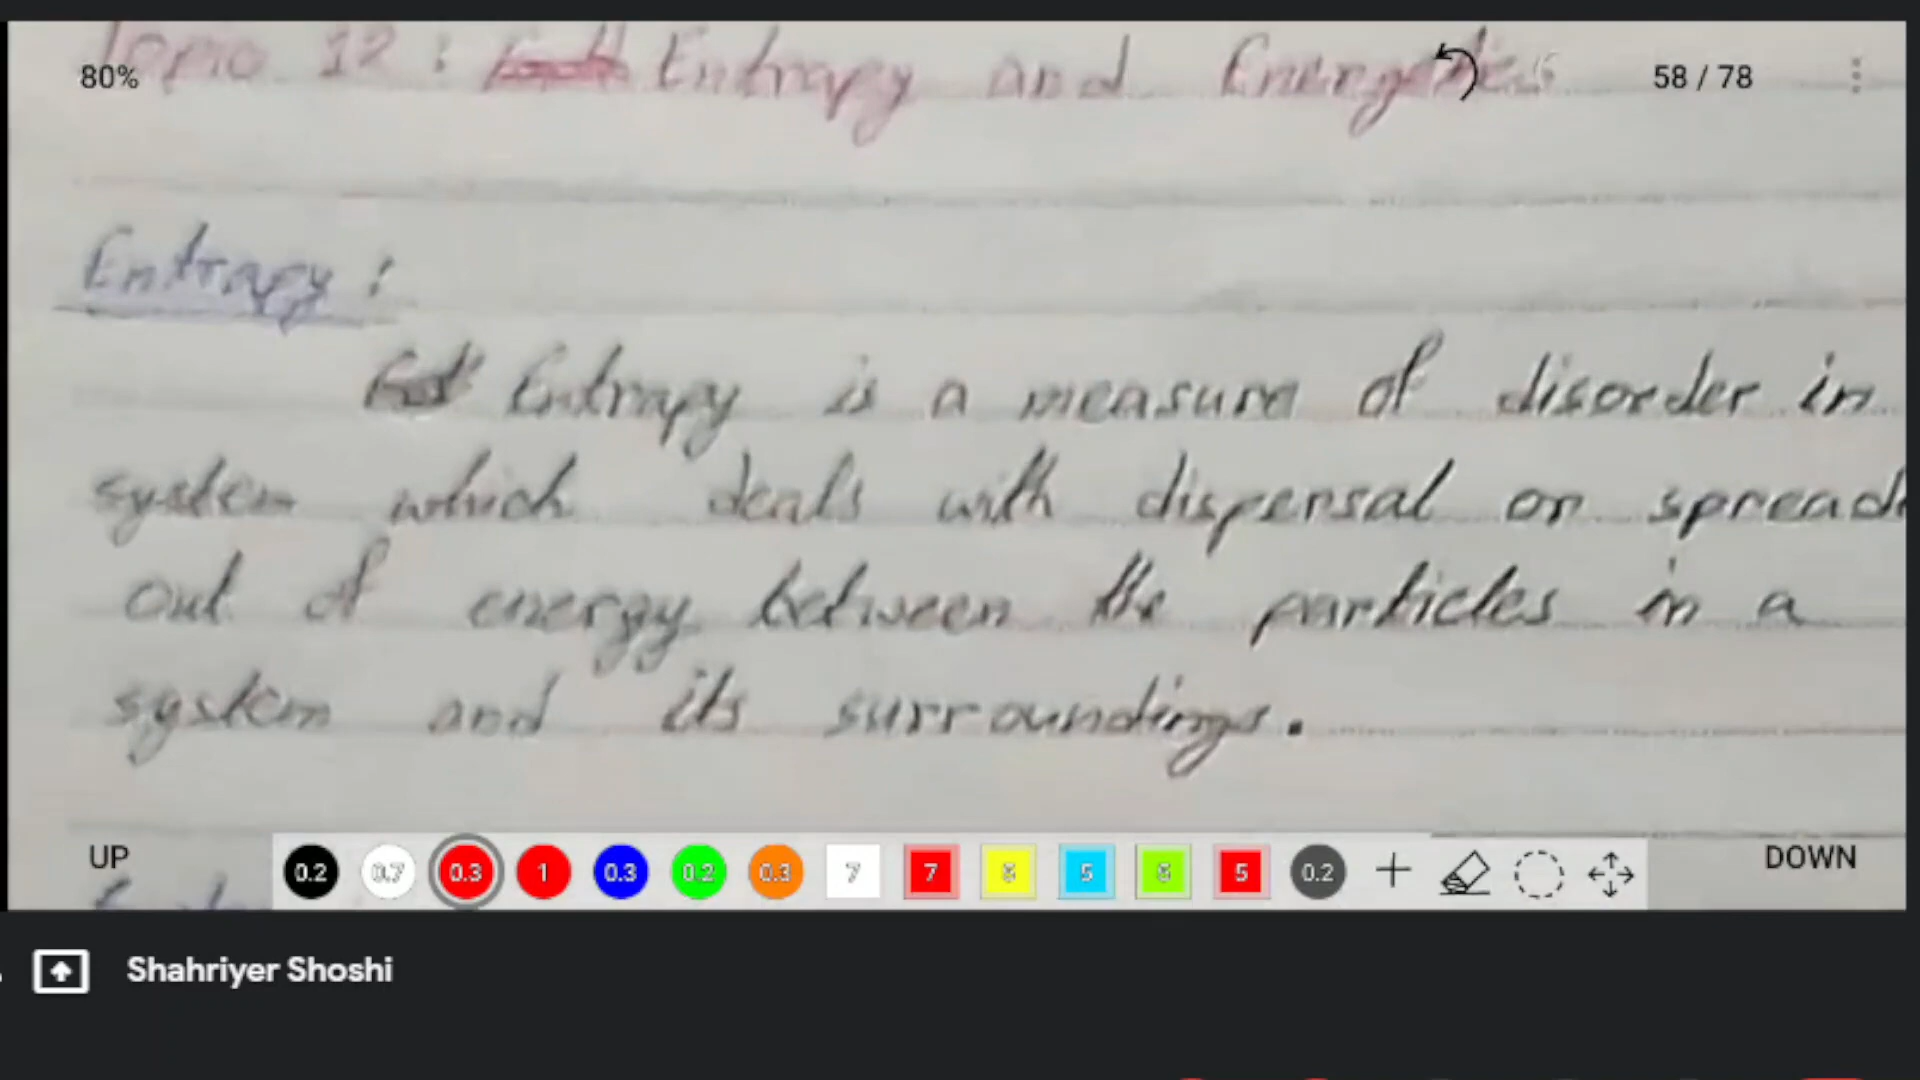 Topic 12: Entropy and Energetics
80%
58 / 78
Entropy:
Entropy is a measure of disorder in
system which deals with dispersal or spread
out of energy between the particles in a
system and its surroundings.
UP
0.2 0.7 0.3 1 0.3 0.2 0.3 7 7 8 5 8 5 0.2
DOWN
Shahriyer Shoshi